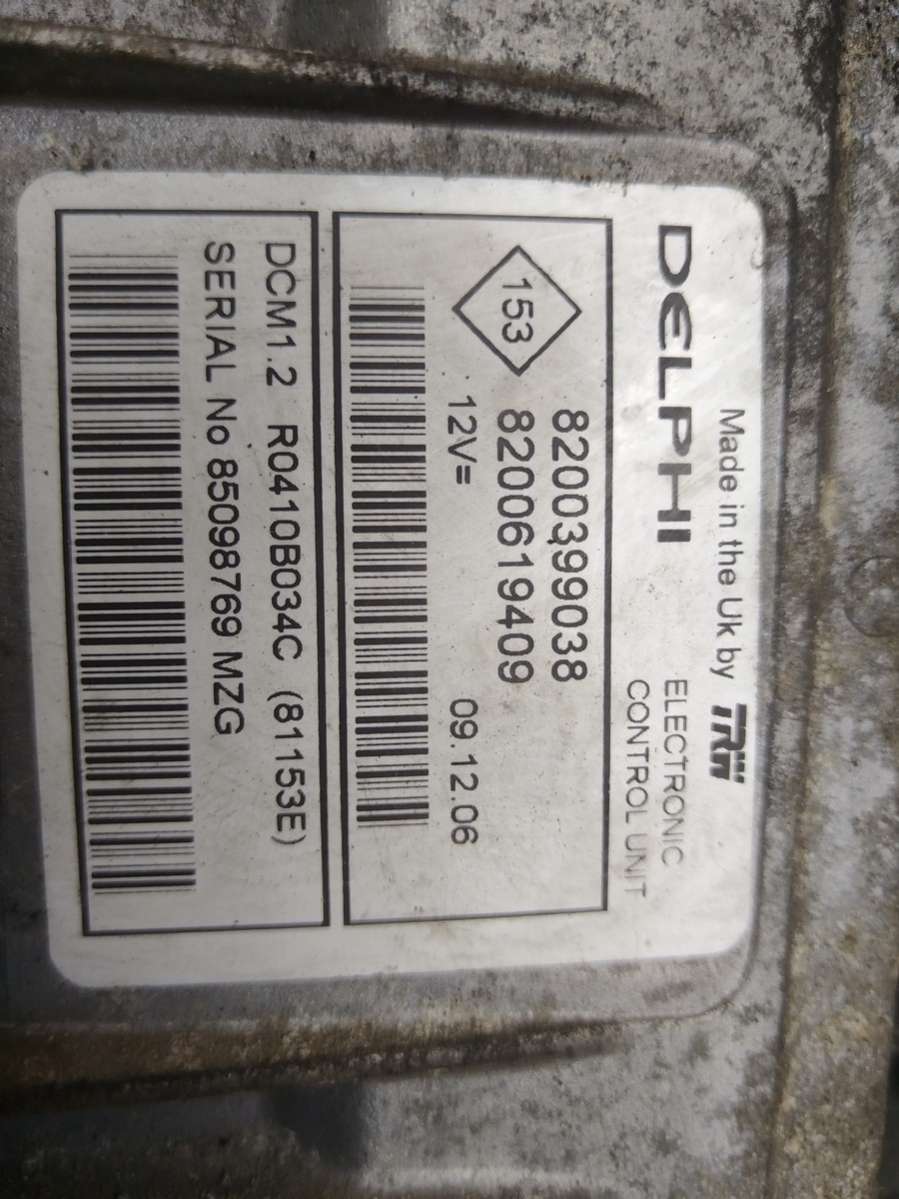 Made in the Uk by TRW
DELPHI
ELECTRONIC
CONTROL UNIT
153
8200399038
8200619409
12V=
09.12.06
DCM1.2 R0410B034C (81153E)
SERIAL No 85098769 MZG